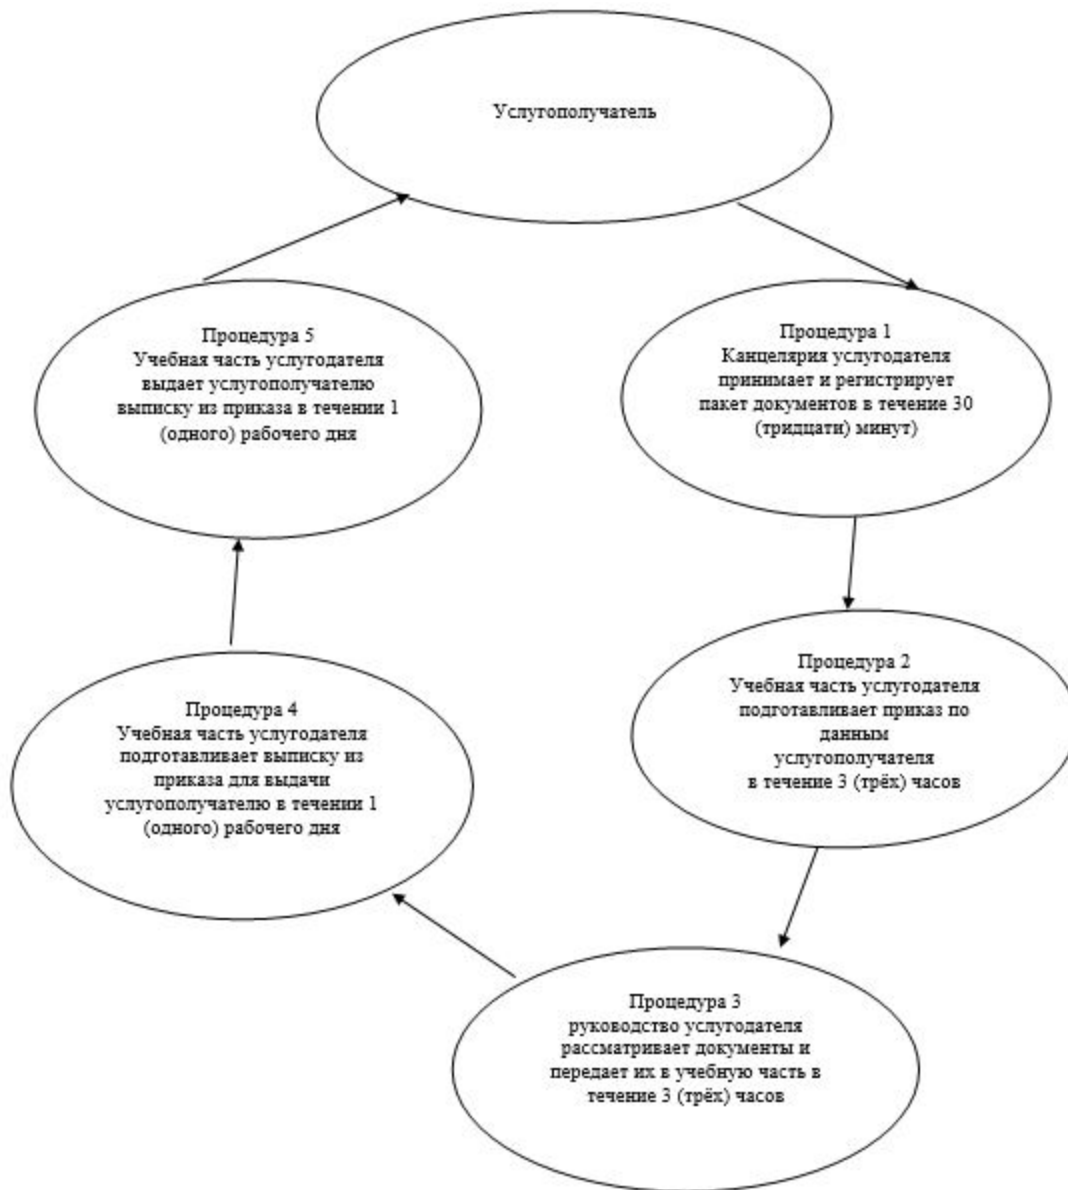 Услугополучатель
Процедура 1
Канцелярия услугодателя
принимает и регистрирует
пакет документов в течение 30
(тридцати) минут)
Процедура 2
Учебная часть услугодателя
подготавливает приказ по
данным
услугополучателя
в течение 3 (трёх) часов
Процедура 3
руководство услугодателя
рассматривает документы и
передает их в учебную часть в
течение 3 (трёх) часов
Процедура 4
Учебная часть услугодателя
подготавливает выписку из
приказа для выдачи
услугополучателю в течении 1
(одного) рабочего дня
Процедура 5
Учебная часть услугодателя
выдает услугополучателю
выписку из приказа в течении 1
(одного) рабочего дня